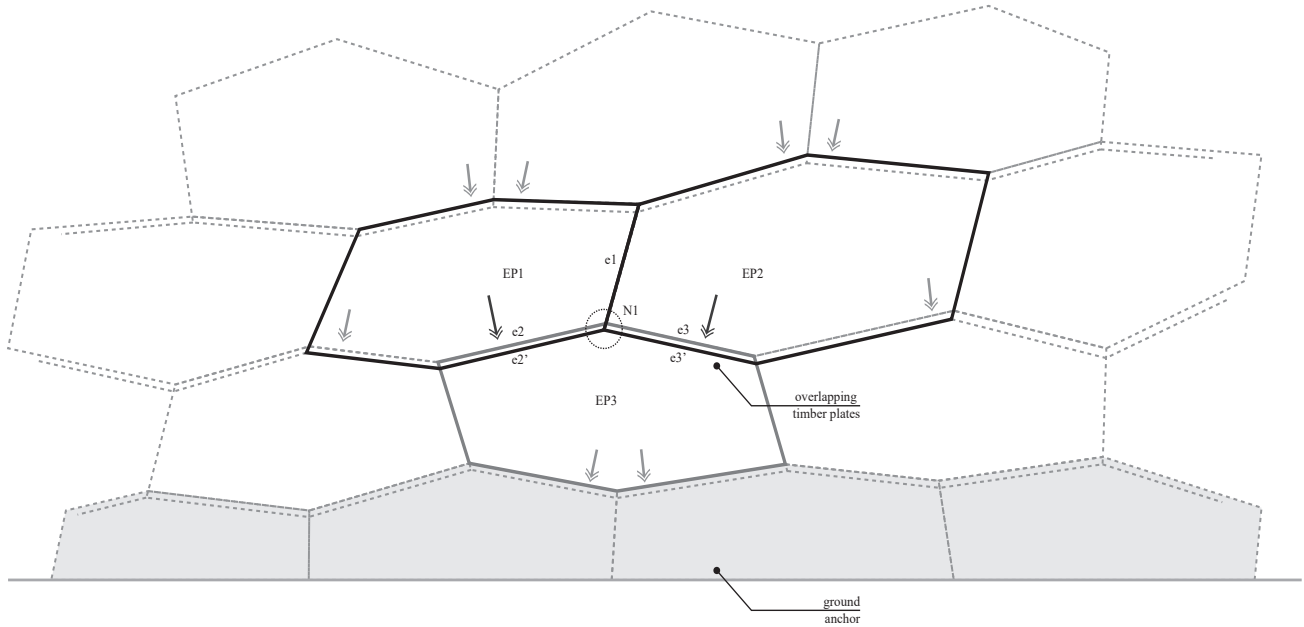 e1
EP1
EP2
N1
e2
e3
e2’
e3’
EP3
overlapping
timber plates
ground
anchor